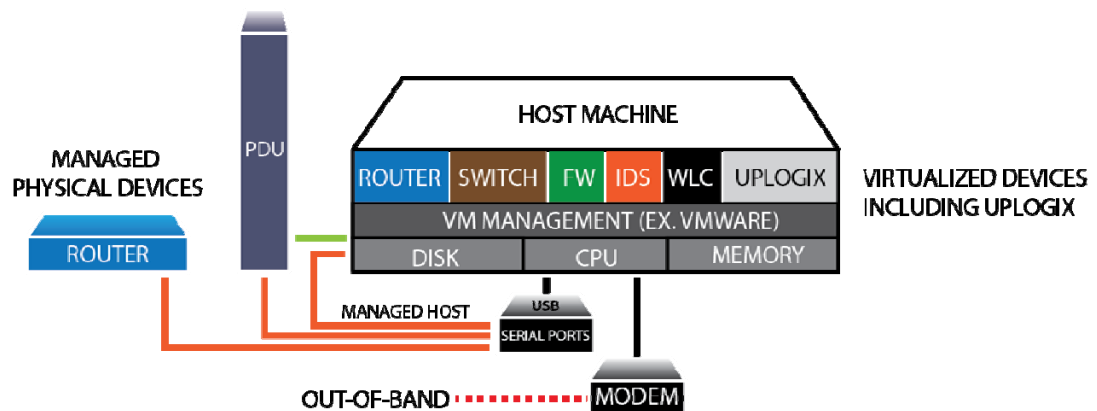 HOST MACHINE
PDU
MANAGED
PHYSICAL DEVICES
ROUTER
ROUTER
SWITCH
FW
IDS
WLC
UPLOGIX
VIRTUALIZED DEVICES
INCLUDING UPLOGIX
VM MANAGEMENT (EX. VMWARE)
DISK
CPU
MEMORY
MANAGED HOST
USB
SERIAL PORTS
OUT-OF-BAND
MODEM